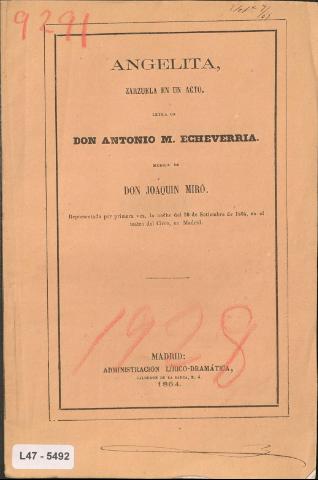 9291
ANGELITA,
ZARZUELA EN UN ACTO,
LETRA DE
DON ANTONIO M. ECHEVERRIA.
MUSICA DE
DON JOAQUIN MIRÓ.
Representada por primera vez, la noche del 20 de Setiembre de 1864, en el
teatro del Circo, en Madrid.
1928
MADRID:
ADMINISTRACION LÍRICO-DRAMÁTICA,
1864.
L47 - 5492